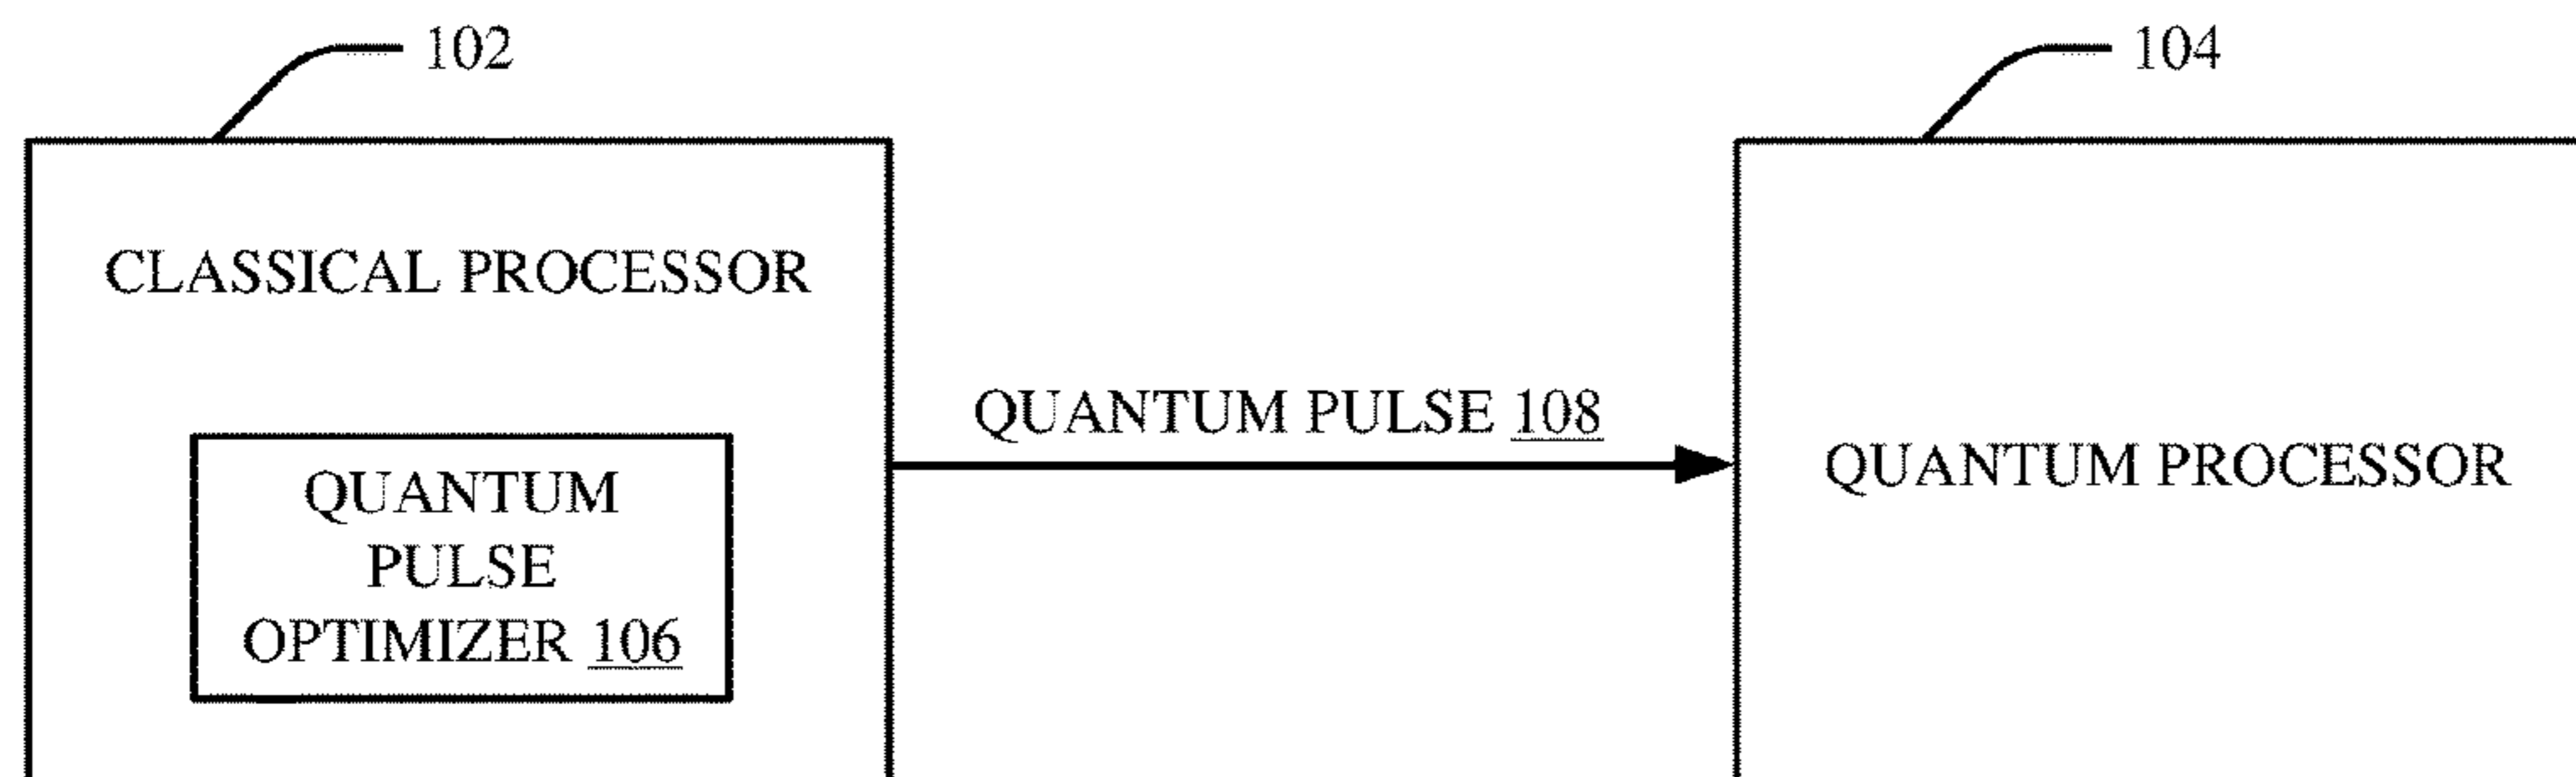 102
104
CLASSICAL PROCESSOR
QUANTUM PULSE 108
QUANTUM PROCESSOR
QUANTUM
PULSE
OPTIMIZER 106